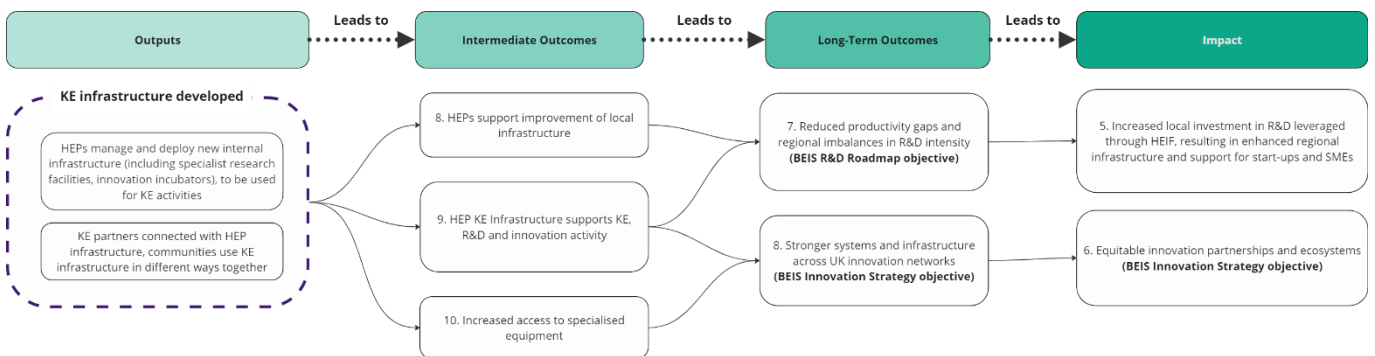 Outputs
Leads to
Intermediate Outcomes
Leads to
Long-Term Outcomes
Leads to
Impact
KE infrastructure developed
HEPs manage and deploy new internal
infrastructure (including specialist research
facilities, innovation incubators), to be used
for KE activities
KE partners connected with HEP
infrastructure, communities use KE
infrastructure in different ways together
8. HEPs support improvement of local
infrastructure
9. HEP KE Infrastructure supports KE,
R&D and innovation activity
10. Increased access to specialised
equipment
7. Reduced productivity gaps and
regional imbalances in R&D intensity
(BEIS R&D Roadmap objective)
8. Stronger systems and infrastructure
across UK innovation networks
(BEIS Innovation Strategy objective)
5. Increased local investment in R&D leveraged
through HEIF, resulting in enhanced regional
infrastructure and support for start-ups and SMEs
6. Equitable innovation partnerships and ecosystems
(BEIS Innovation Strategy objective)